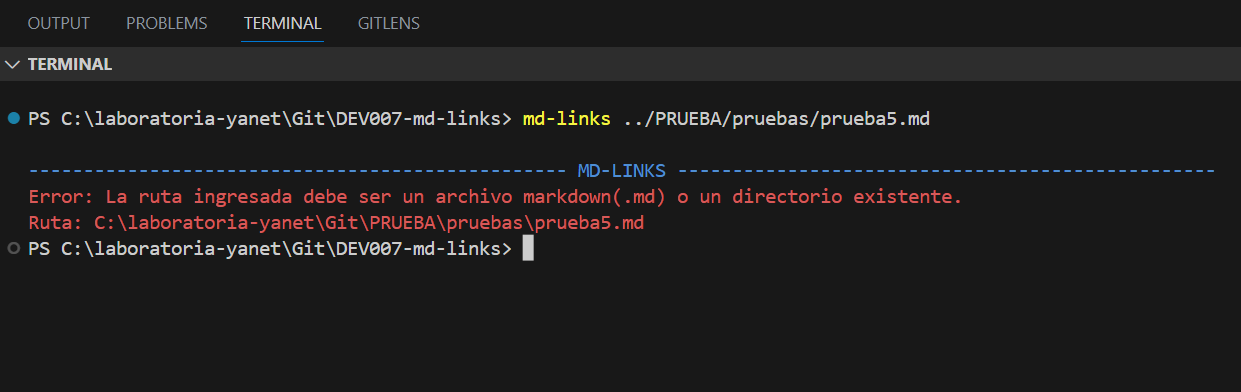 OUTPUT PROBLEMS TERMINAL GITLENS
TERMINAL
PS C:\laboratoria-yanet\Git\DEV007-md-links> md-links ../PRUEBA/pruebas/prueba5.md
------------------------------------------------- MD-LINKS -------------------------------------------------
Error: La ruta ingresada debe ser un archivo markdown(.md) o un directorio existente.
Ruta: C:\laboratoria-yanet\Git\PRUEBA\pruebas\prueba5.md
PS C:\laboratoria-yanet\Git\DEV007-md-links>